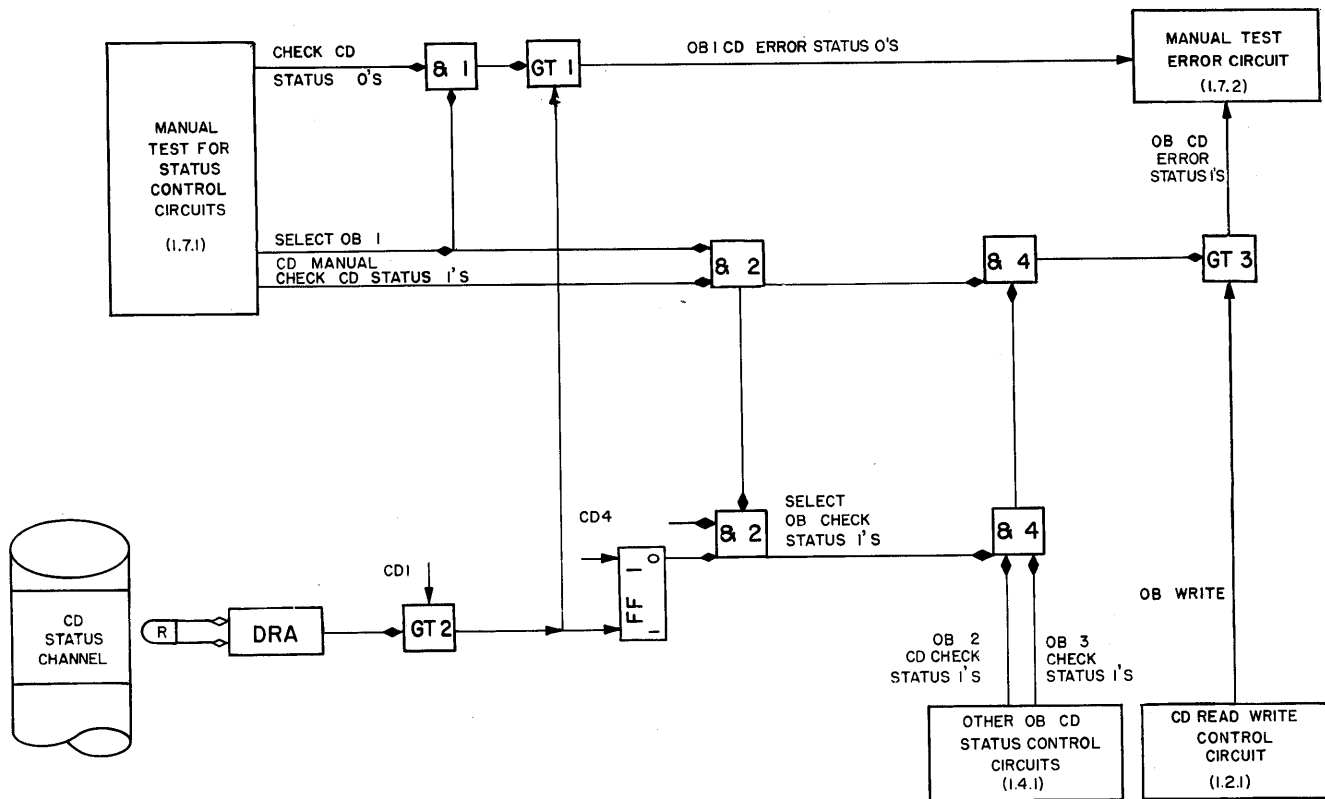 CHECK CD
STATUS 0'S
& 1
GT 1
OB 1 CD ERROR STATUS 0'S
MANUAL TEST
ERROR CIRCUIT
(1.7.2)
MANUAL
TEST FOR
STATUS
CONTROL
CIRCUITS
(1.7.1)
OB CD
ERROR
STATUS 1'S
SELECT OB 1
CD MANUAL
CHECK CD STATUS 1'S
& 2
& 4
GT 3
CD4
& 2
SELECT
OB CHECK
STATUS 1'S
& 4
CD1
FF 1
0
1
CD
STATUS
CHANNEL
R
DRA
GT 2
OB WRITE
OB 2
CD CHECK
STATUS 1'S
OB 3
CHECK
STATUS 1'S
OTHER OB CD
STATUS CONTROL
CIRCUITS
(1.4.1)
CD READ WRITE
CONTROL
CIRCUIT
(1.2.1)